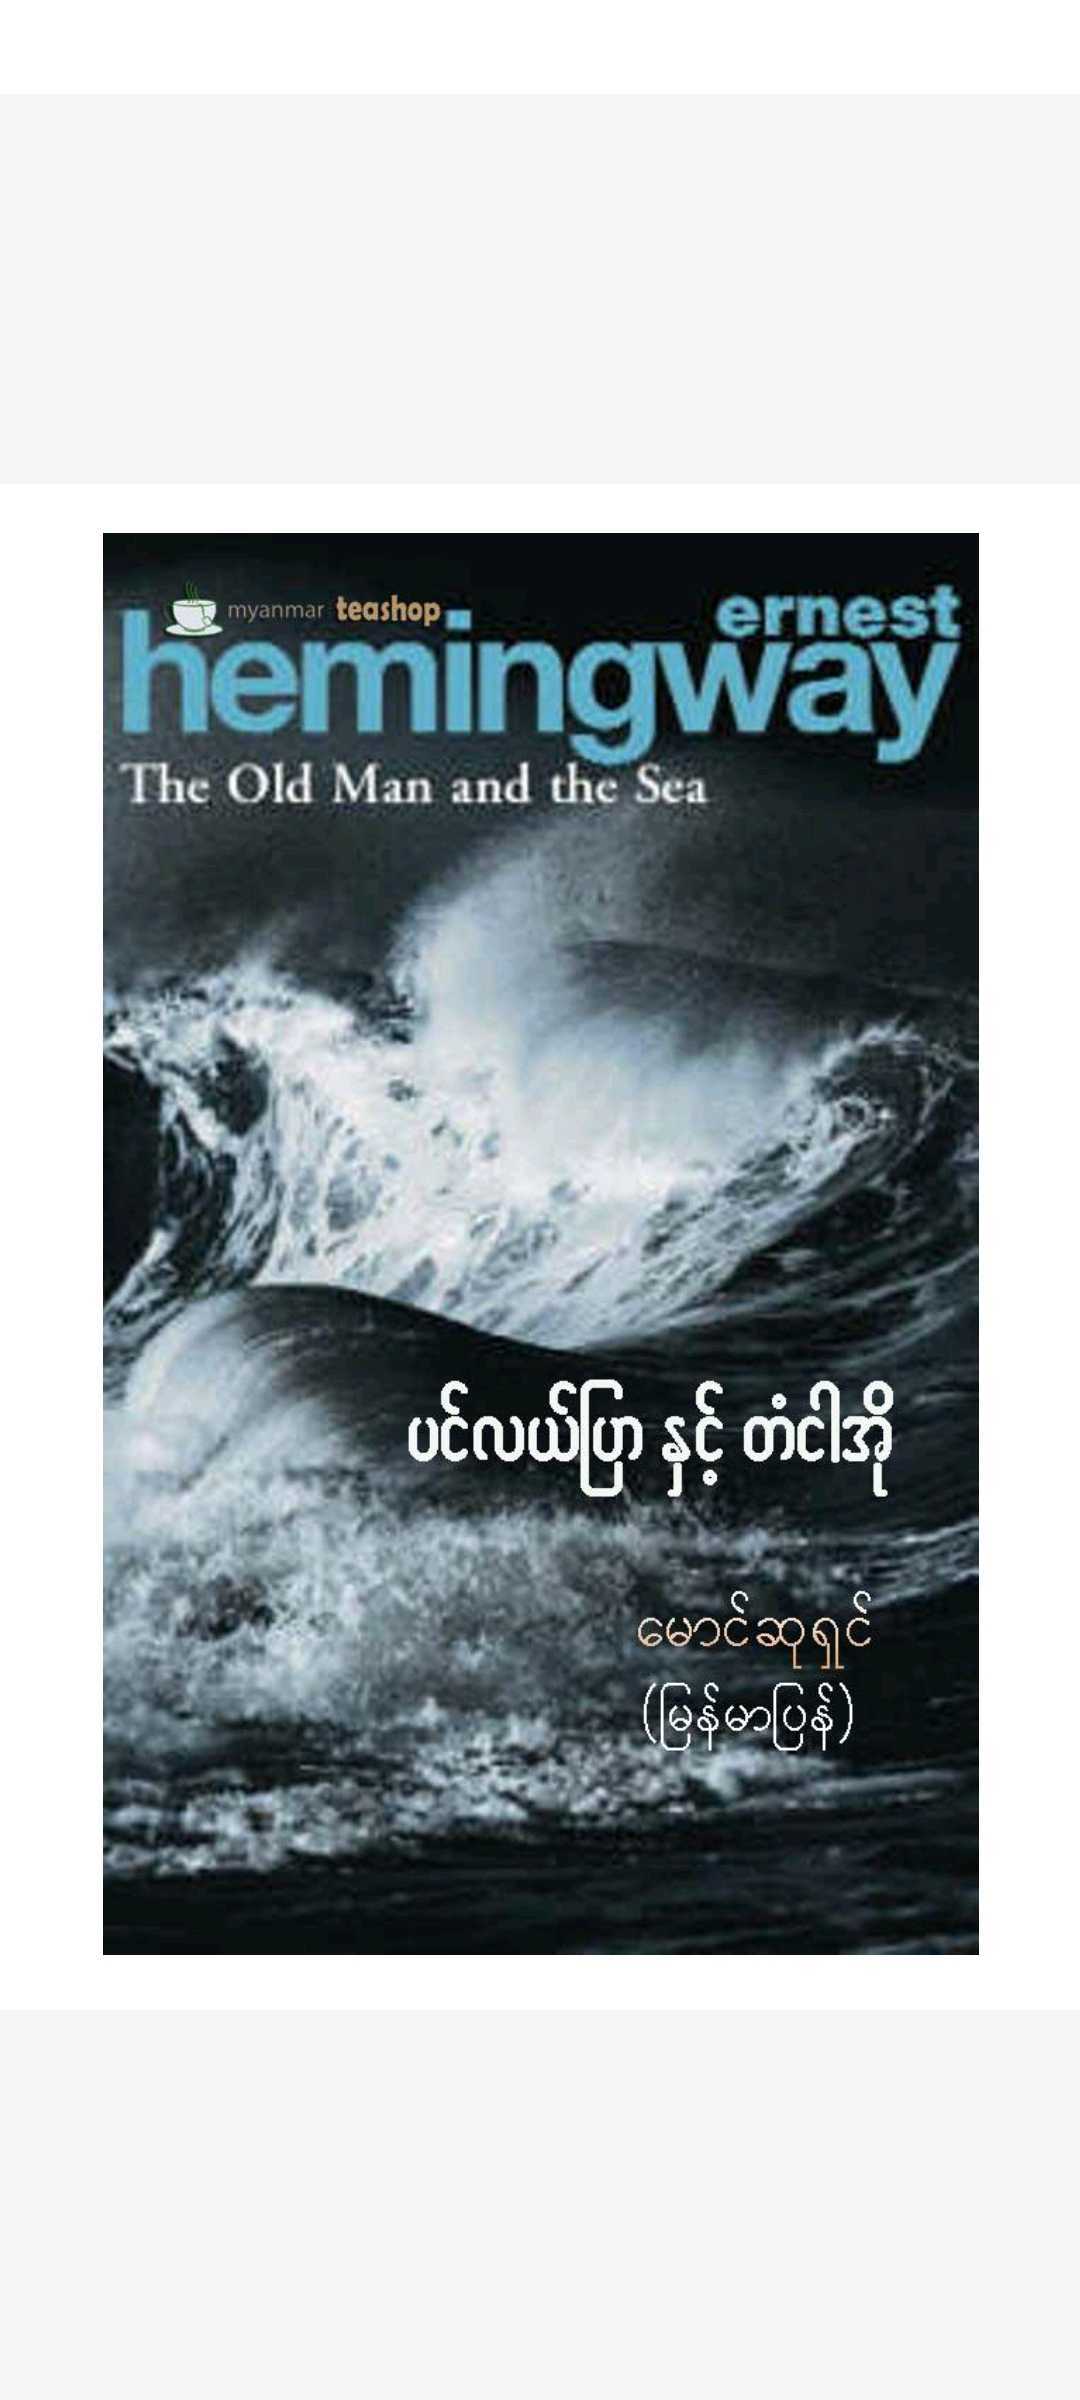 myanmar teashop
ernest
hemingway
The Old Man and the Sea
ပင်လယ်ပြာ နှင့် တံငါအို
မောင်ဆုရှင်
(မြန်မာပြန်)